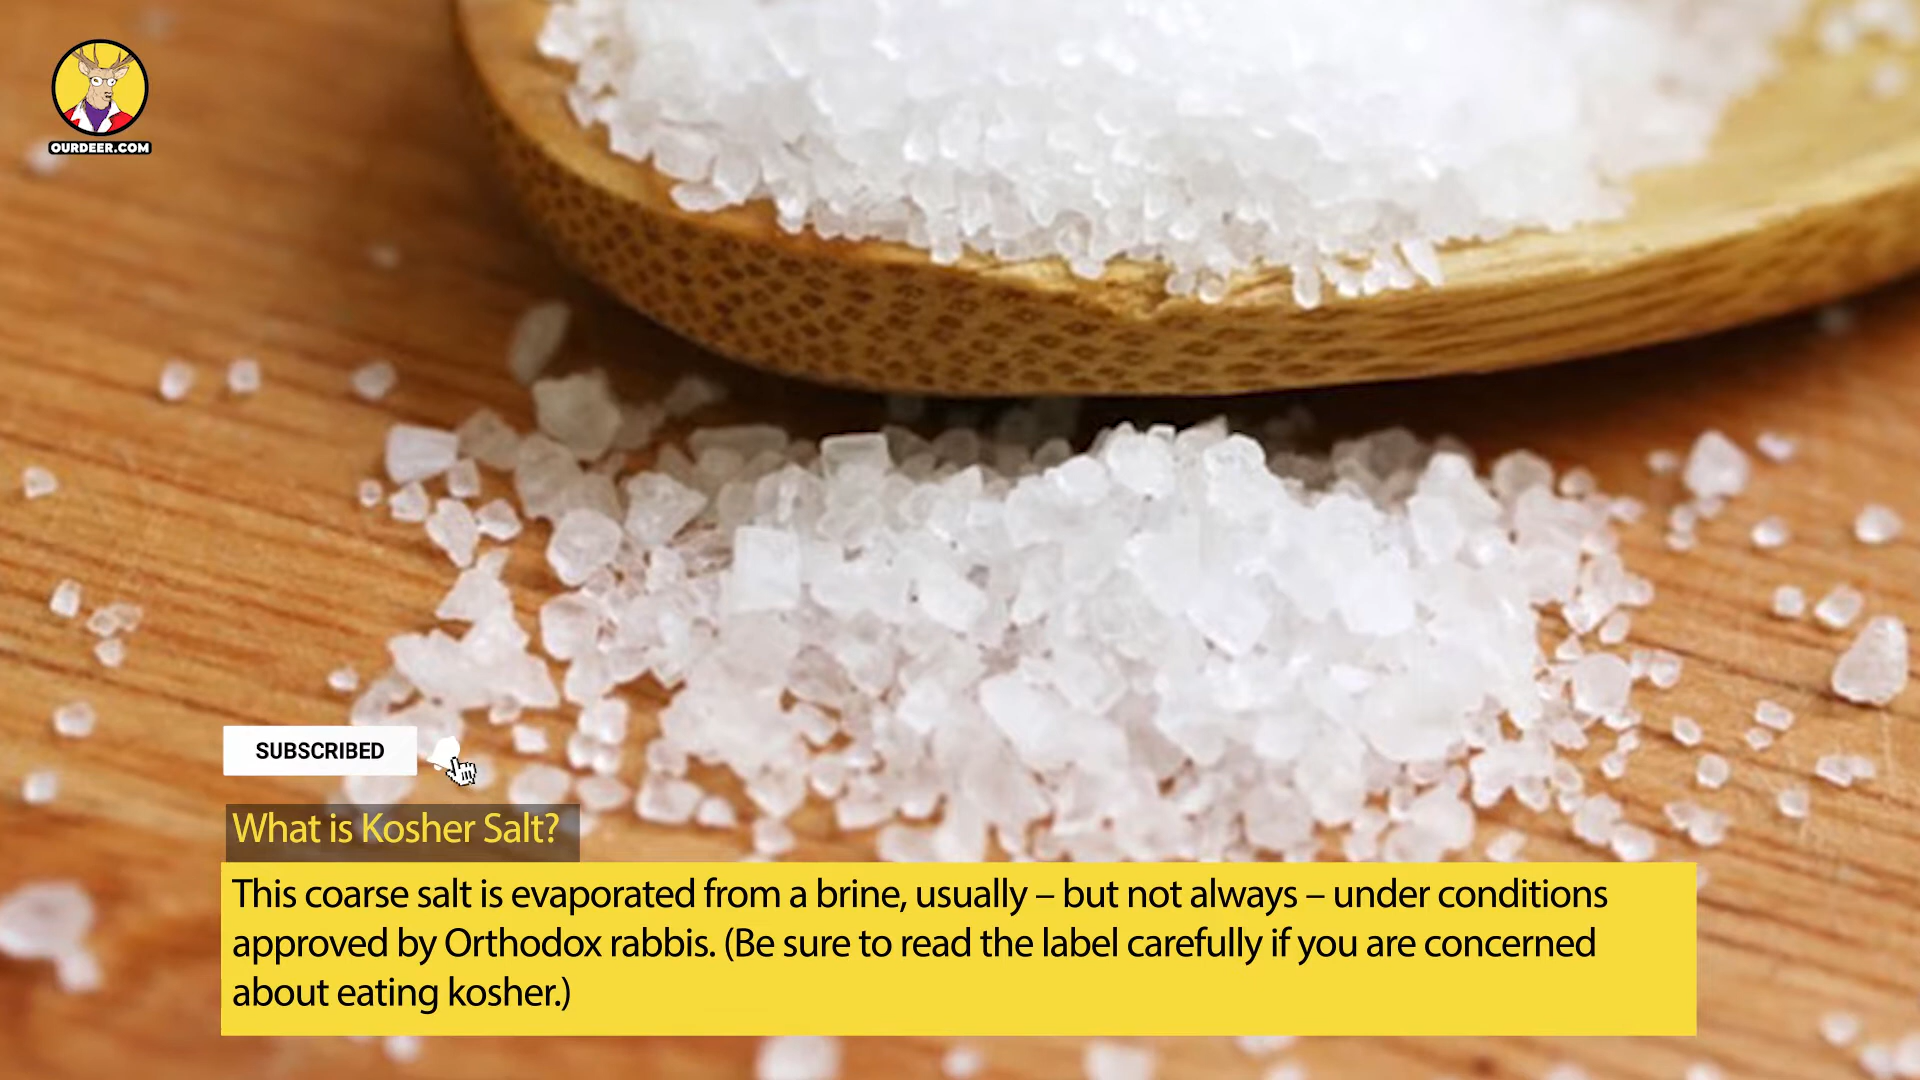 OURDEER.COM
SUBSCRIBED
What is Kosher Salt?
This coarse salt is evaporated from a brine, usually – but not always – under conditions
approved by Orthodox rabbis. (Be sure to read the label carefully if you are concerned
about eating kosher.)